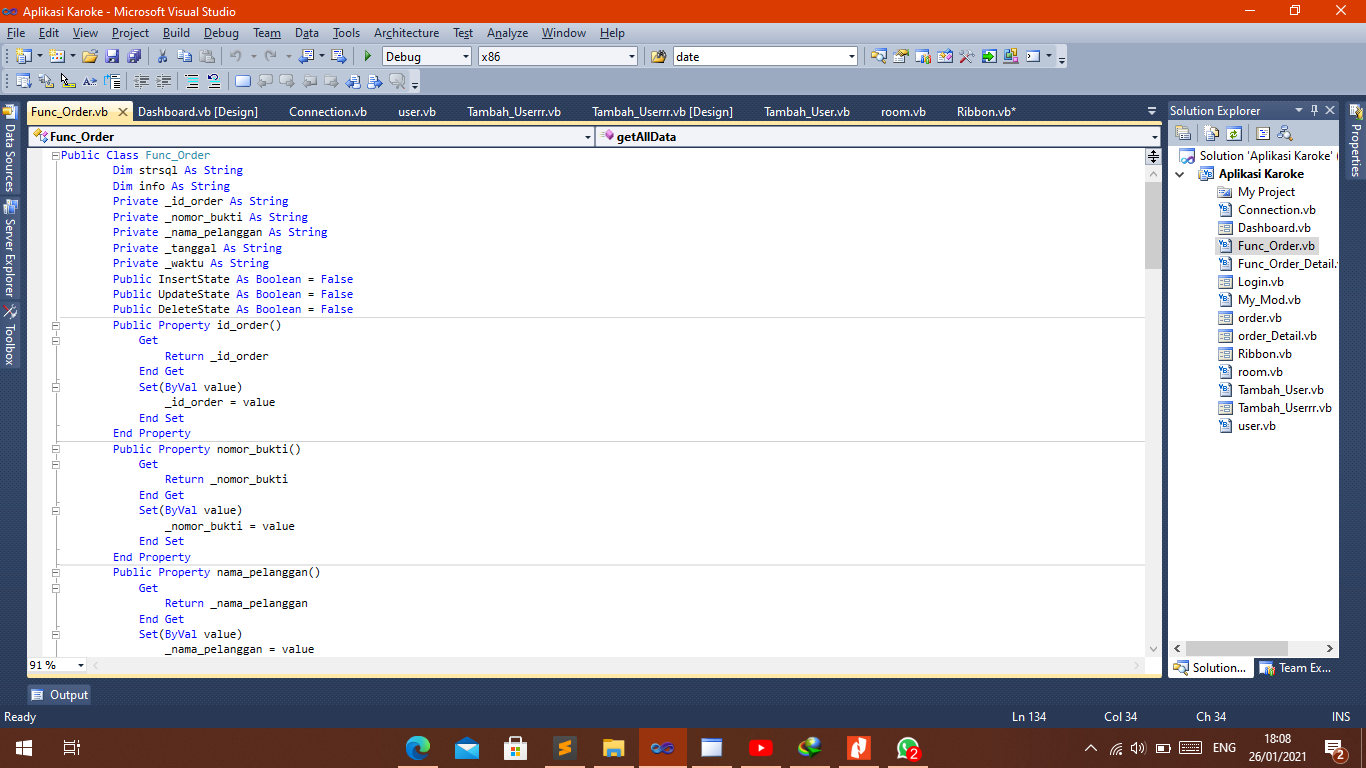 Aplikasi Karoke - Microsoft Visual Studio
File Edit View Project Build Debug Team Data Tools Architecture Test Analyze Window Help
Debug x86 date
Func_Order.vb Dashboard.vb [Design] Connection.vb user.vb Tambah_Userrr.vb Tambah_Userrr.vb [Design] Tambah_User.vb room.vb Ribbon.vb*
Func_Order getAllData
Public Class Func_Order
Dim strsql As String
Dim info As String
Private _id_order As String
Private _nomor_bukti As String
Private _nama_pelanggan As String
Private _tanggal As String
Private _waktu As String
Public InsertState As Boolean = False
Public UpdateState As Boolean = False
Public DeleteState As Boolean = False
Public Property id_order()
Get
Return _id_order
End Get
Set(ByVal value)
_id_order = value
End Set
End Property
Public Property nomor_bukti()
Get
Return _nomor_bukti
End Get
Set(ByVal value)
_nomor_bukti = value
End Set
End Property
Public Property nama_pelanggan()
Get
Return _nama_pelanggan
End Get
Set(ByVal value)
_nama_pelanggan = value
91 %
Data Sources
Server Explorer
Toolbox
Solution Explorer
Solution 'Aplikasi Karoke' (
Aplikasi Karoke
My Project
Connection.vb
Dashboard.vb
Func_Order.vb
Func_Order_Detail.
Login.vb
My_Mod.vb
order.vb
order_Detail.vb
Ribbon.vb
room.vb
Tambah_User.vb
Tambah_Userrr.vb
user.vb
Solution... Team Ex...
Properties
Output
Ready Ln 134 Col 34 Ch 34 INS
2 ENG 18:08
26/01/2021 2